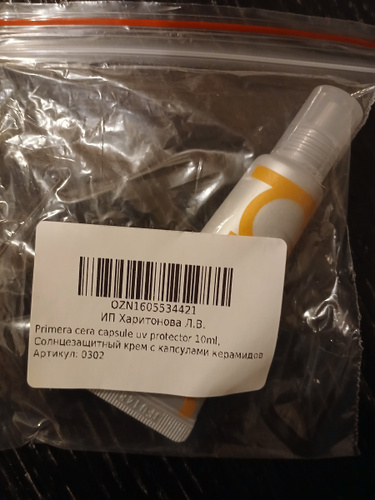 OZN1605534421
ИП Харитонова Л.В.
Primera cera capsule uv protector 10ml,
Солнцезащитный крем с капсулами керамидов
Артикул: 0302